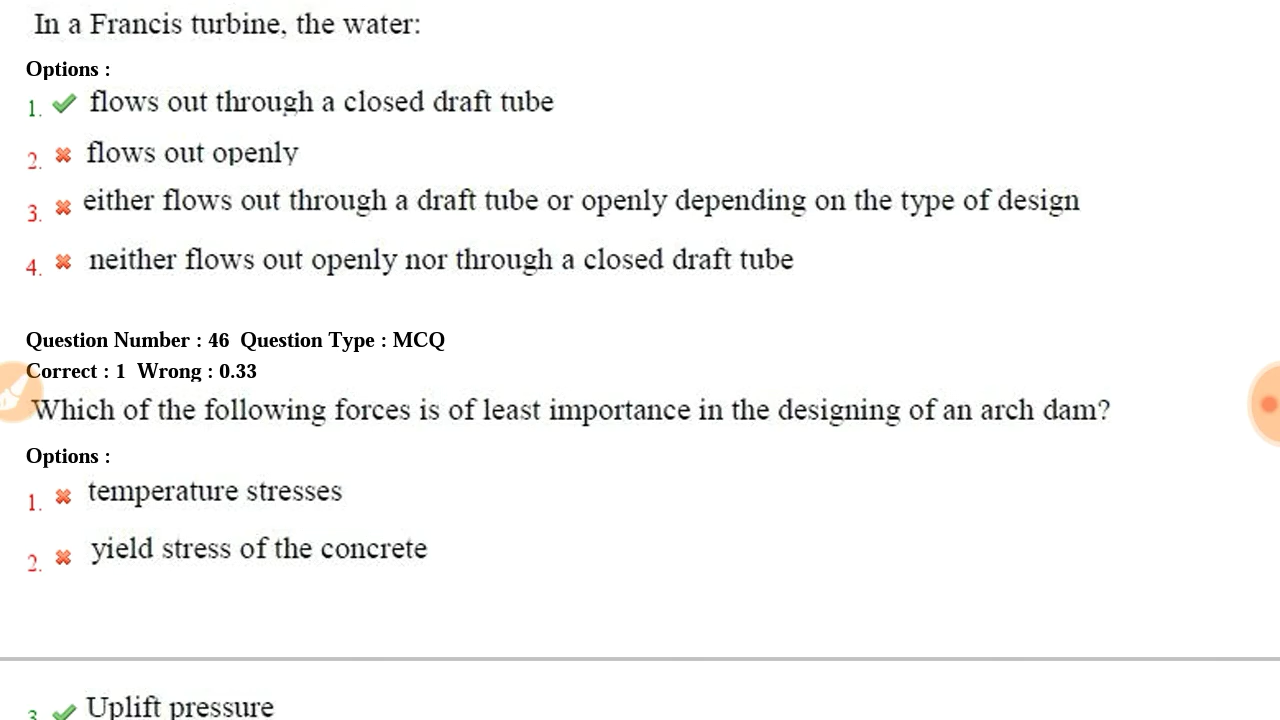 In a Francis turbine, the water:
Options :
1. flows out through a closed draft tube
2. flows out openly
3. either flows out through a draft tube or openly depending on the type of design
4. neither flows out openly nor through a closed draft tube
Question Number : 46 Question Type : MCQ
Correct : 1 Wrong : 0.33
Which of the following forces is of least importance in the designing of an arch dam?
Options :
1. temperature stresses
2. yield stress of the concrete
3. Uplift pressure